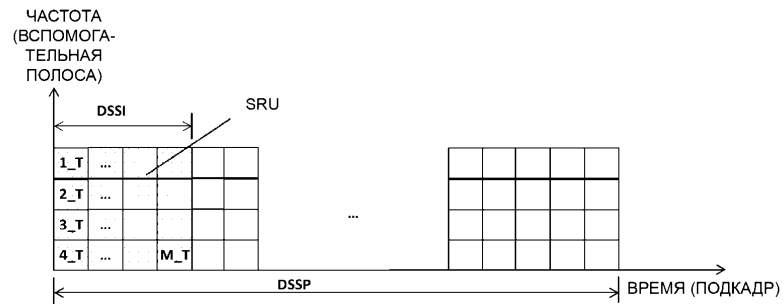 ЧАСТОТА
(ВСПОМОГА-
ТЕЛЬНАЯ
ПОЛОСА)
DSSI
SRU
1_T ...
2_T ...
3_T ...
...
4_T ... M_T
DSSP
ВРЕМЯ (ПОДКАДР)